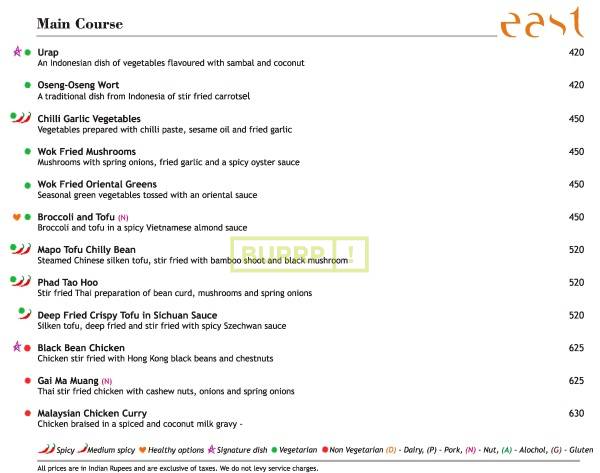 Main Course
east
Urap 420
An Indonesian dish of vegetables flavoured with sambal and coconut
Oseng-Oseng Wort 420
A traditional dish from Indonesia of stir fried carrotsel
Chilli Garlic Vegetables 450
Vegetables prepared with chilli paste, sesame oil and fried garlic
Wok Fried Mushrooms 450
Mushrooms with spring onions, fried garlic and a spicy oyster sauce
Wok Fried Oriental Greens 450
Seasonal green vegetables tossed with an oriental sauce
Broccoli and Tofu (N) 450
Broccoli and tofu in a spicy Vietnamese almond sauce
BURRP!
Mapo Tofu Chilly Bean 520
Steamed Chinese silken tofu, stir fried with bamboo shoot and black mushroom
Phad Tao Hoo 520
Stir fried Thai preparation of bean curd, mushrooms and spring onions
Deep Fried Crispy Tofu in Sichuan Sauce 520
Silken tofu, deep fried and stir fried with spicy Szechwan sauce
Black Bean Chicken 625
Chicken stir fried with Hong Kong black beans and chestnuts
Gai Ma Muang (N) 625
Thai stir fried chicken with cashew nuts, onions and spring onions
Malaysian Chicken Curry 630
Chicken braised in a spiced and coconut milk gravy -
Spicy Medium spicy Healthy options Signature dish Vegetarian Non Vegetarian (D) - Dairy, (P) - Pork, (N) - Nut, (A) - Alochol, (G) - Gluten
All prices are in Indian Rupees and are exclusive of taxes. We do not levy service charges.